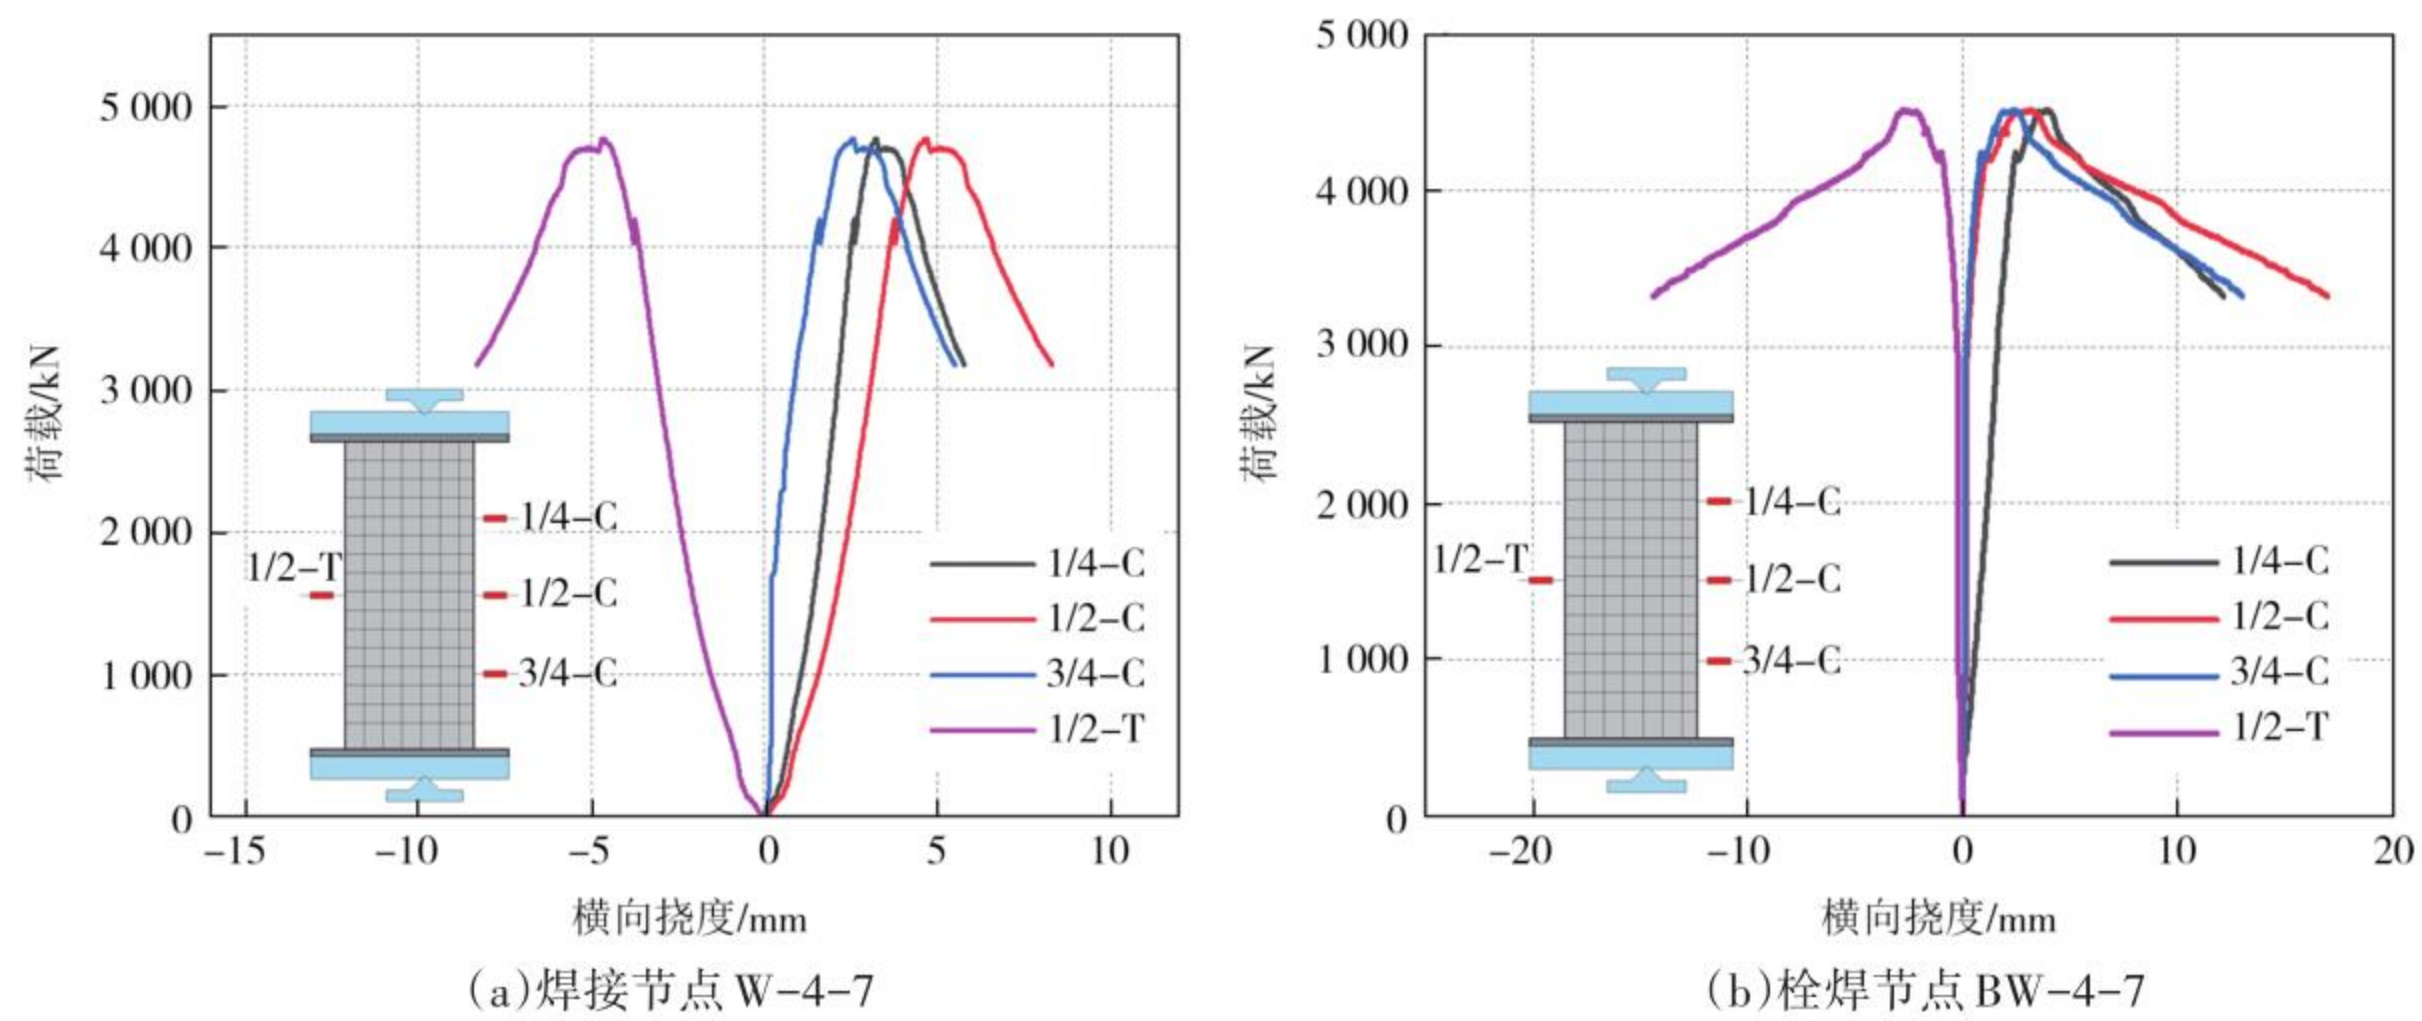 5 000
4 000
3 000
2 000
1 000
0
荷载/kN
-15 -10 -5 0 5 10
横向挠度/mm
1/2-T
1/4-C
1/2-C
3/4-C
1/4-C
1/2-C
3/4-C
1/2-T
(a)焊接节点 W-4-7
5 000
4 000
3 000
2 000
1 000
0
荷载/kN
-20 -10 0 10 20
横向挠度/mm
1/2-T
1/4-C
1/2-C
3/4-C
1/4-C
1/2-C
3/4-C
1/2-T
(b)栓焊节点 BW-4-7